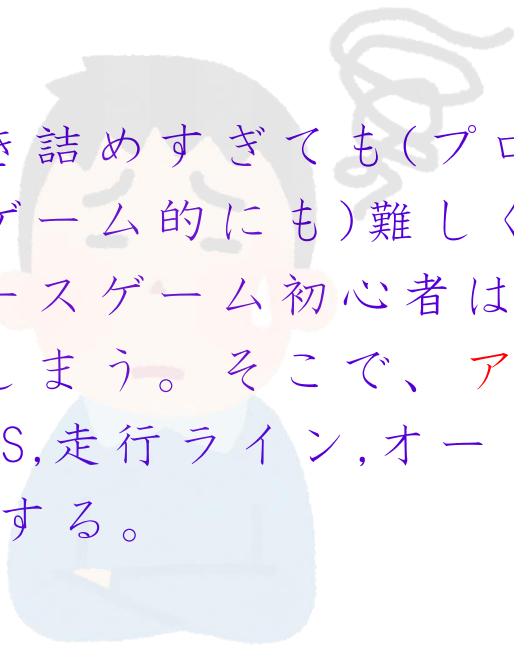 き詰めすぎても(プロ
ゲーム的にも)難しく
ースゲーム初心者は
しまう。そこで、ア
S,走行ライン,オー
する。